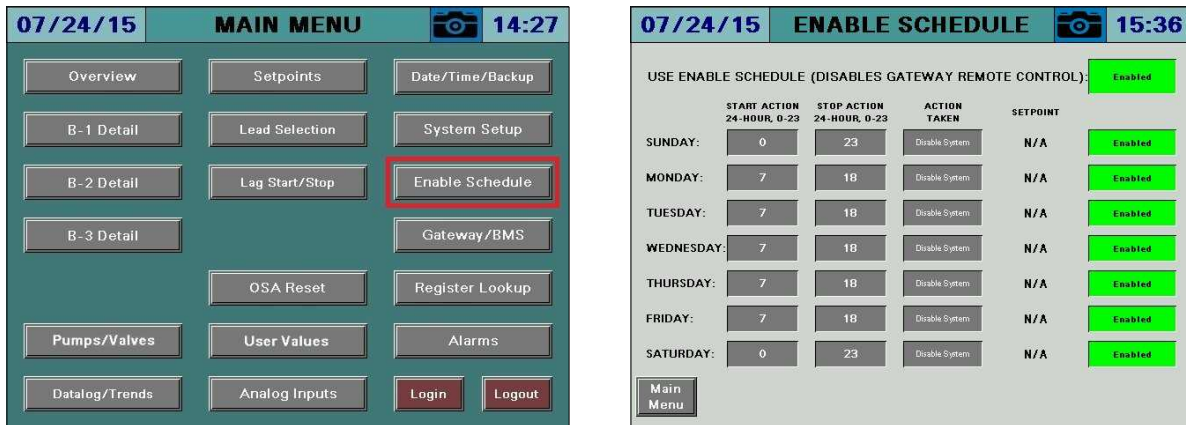 07/24/15 MAIN MENU 14:27
Overview Setpoints Date/Time/Backup
B-1 Detail Lead Selection System Setup
B-2 Detail Lag Start/Stop Enable Schedule
B-3 Detail Gateway/BMS
OSA Reset Register Lookup
Pumps/Valves User Values Alarms
Datalog/Trends Analog Inputs Login Logout
07/24/15 ENABLE SCHEDULE 15:36
USE ENABLE SCHEDULE (DISABLES GATEWAY REMOTE CONTROL): Enabled
START ACTION STOP ACTION ACTION
24-HOUR, 0-23 24-HOUR, 0-23 TAKEN SETPOINT
SUNDAY: 0 23 Disable System N/A Enabled
MONDAY: 7 18 Disable System N/A Enabled
TUESDAY: 7 18 Disable System N/A Enabled
WEDNESDAY: 7 18 Disable System N/A Enabled
THURSDAY: 7 18 Disable System N/A Enabled
FRIDAY: 7 18 Disable System N/A Enabled
SATURDAY: 0 23 Disable System N/A Enabled
Main
Menu